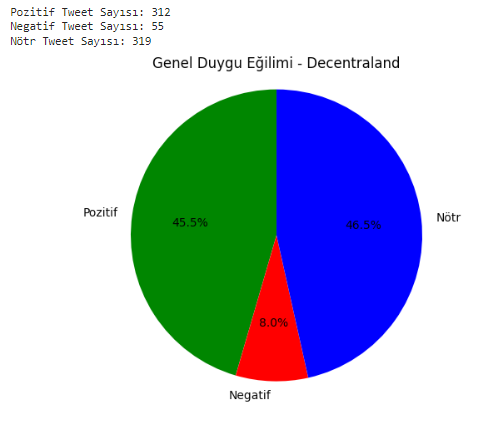 Pozitif Tweet Sayısı: 312
Negatif Tweet Sayısı: 55
Nötr Tweet Sayısı: 319
Genel Duygu Eğilimi - Decentraland
Pozitif
45.5%
46.5%
Nötr
8.0%
Negatif